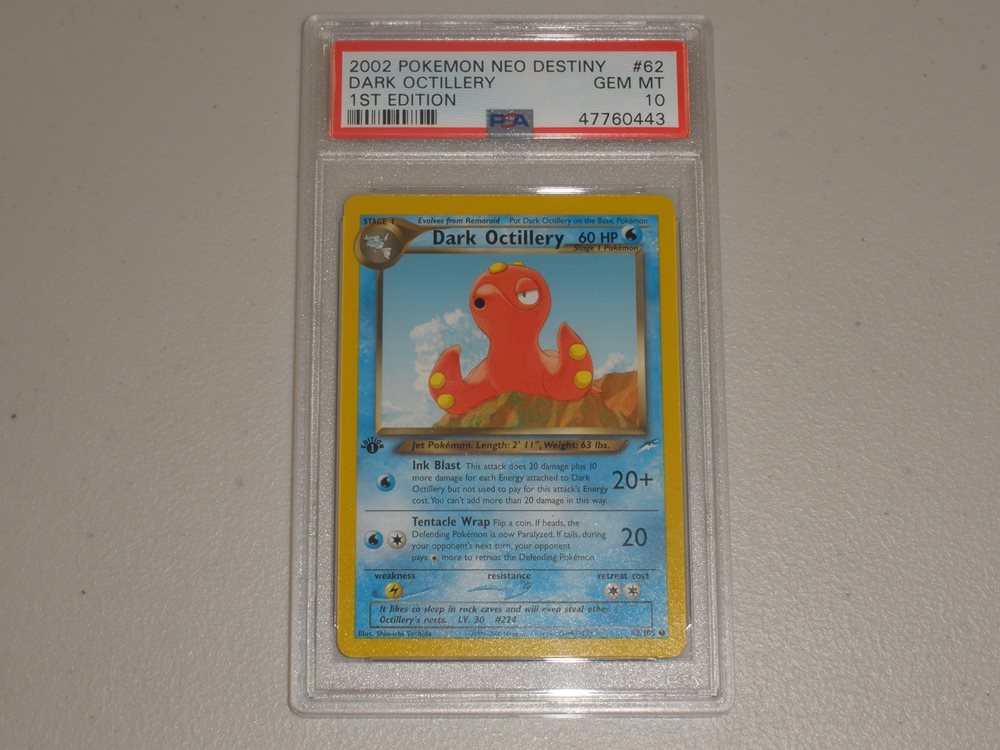 2002 POKEMON NEO DESTINY #62
DARK OCTILLERY GEM MT
1ST EDITION 10
PSA 47760443
STAGE 1 Evolves from Remoraid Put Dark Octillery on the Basic Pokémon
Dark Octillery 60 HP
Stage 1 Pokémon
EDITION 1
Jet Pokémon. Length: 2' 11", Weight: 63 lbs.
Ink Blast This attack does 20 damage plus 10
more damage for each Energy attached to Dark
Octillery but not used to pay for this attack's Energy
cost. You can't add more than 20 damage in this way.
20+
Tentacle Wrap Flip a coin. If heads, the
Defending Pokémon is now Paralyzed. If tails, during
your opponent's next turn, your opponent
pays more to retreat the Defending Pokémon.
20
weakness resistance retreat cost
It likes to sleep in rock caves and will even steal other
Octillery's nests. LV. 30 #224
Illus. Shin-ichi Yoshida 62/105